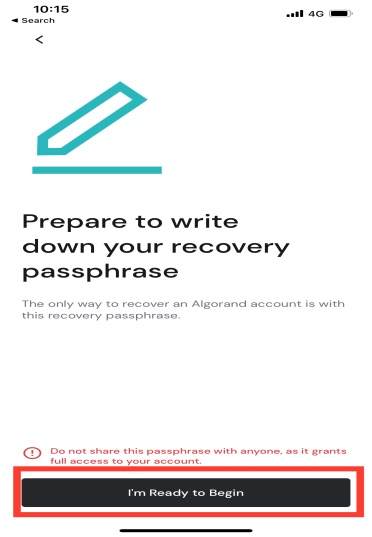 10:15
4G
◀ Search
<
Prepare to write
down your recovery
passphrase
The only way to recover an Algorand account is with
this recovery passphrase.
Do not share this passphrase with anyone, as it grants
full access to your account.
I'm Ready to Begin